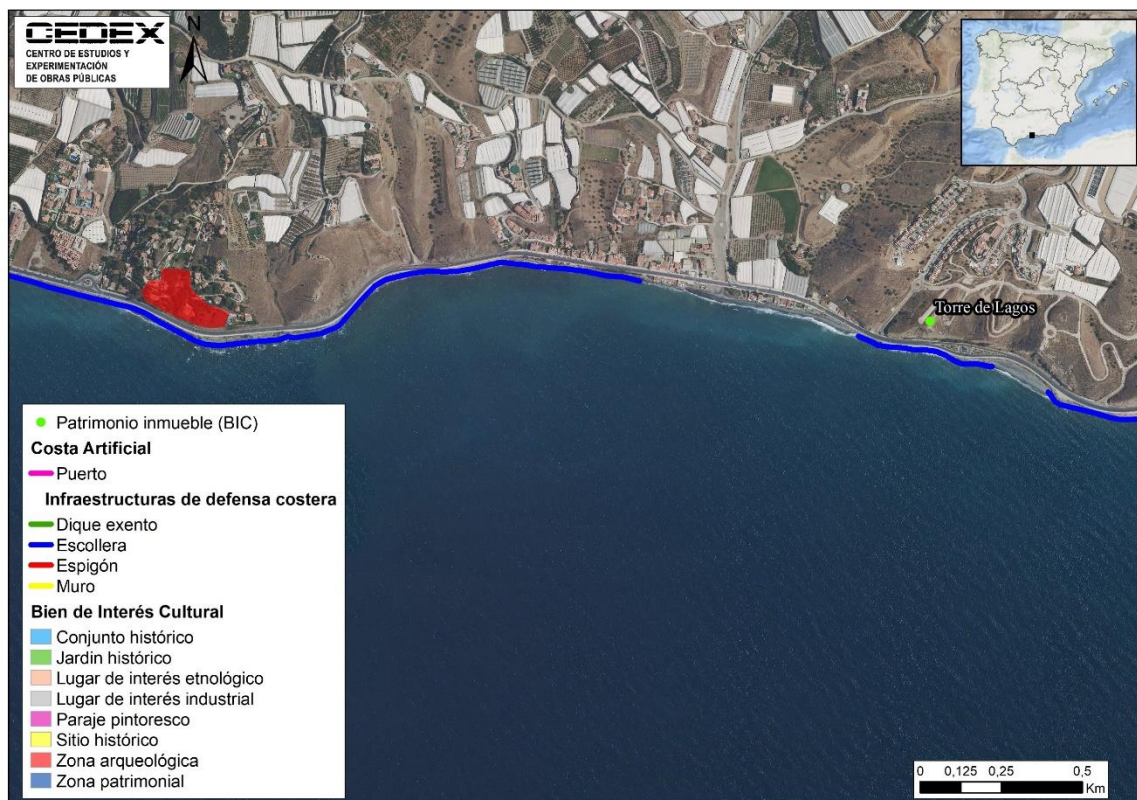 CEDEX
CENTRO DE ESTUDIOS Y
EXPERIMENTACIÓN
DE OBRAS PÚBLICAS
N
Torre de Lagos
Patrimonio inmueble (BIC)
Costa Artificial
Puerto
Infraestructuras de defensa costera
Dique exento
Escollera
Espigón
Muro
Bien de Interés Cultural
Conjunto histórico
Jardin histórico
Lugar de interés etnológico
Lugar de interés industrial
Paraje pintoresco
Sitio histórico
Zona arqueológica
Zona patrimonial
0 0,125 0,25 0,5
Km